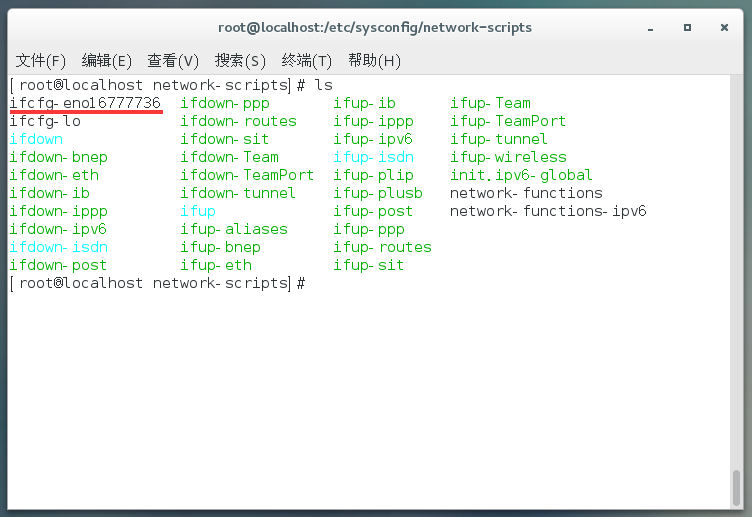 root@localhost:/etc/sysconfig/network-scripts
文件(F) 编辑(E) 查看(V) 搜索(S) 终端(T) 帮助(H)
[root@localhost network-scripts]# ls
ifcfg-eno16777736 ifdown-ppp ifup-ib ifup-Team
ifcfg-lo ifdown-routes ifup-ippp ifup-TeamPort
ifdown ifdown-sit ifup-ipv6 ifup-tunnel
ifdown-bnep ifdown-Team ifup-isdn ifup-wireless
ifdown-eth ifdown-TeamPort ifup-plip init.ipv6-global
ifdown-ib ifdown-tunnel ifup-plusb network-functions
ifdown-ippp ifup ifup-post network-functions-ipv6
ifdown-ipv6 ifup-aliases ifup-ppp
ifdown-isdn ifup-bnep ifup-routes
ifdown-post ifup-eth ifup-sit
[root@localhost network-scripts]#